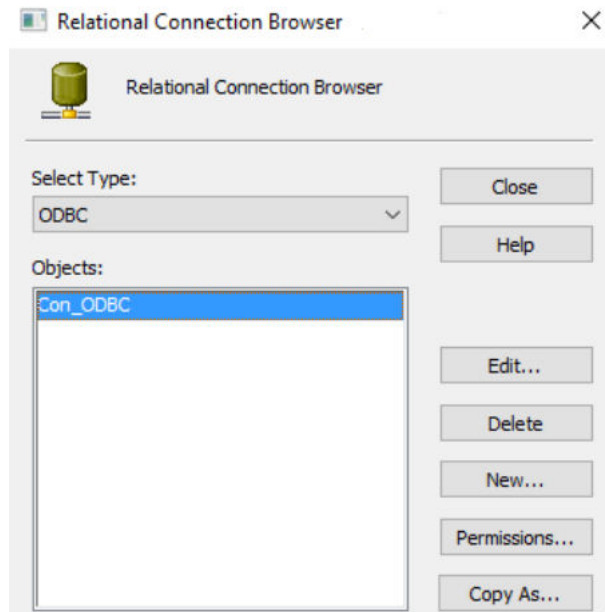 Relational Connection Browser
Relational Connection Browser
Select Type:
ODBC
Close
Help
Objects:
Con_ODBC
Edit...
Delete
New...
Permissions...
Copy As...